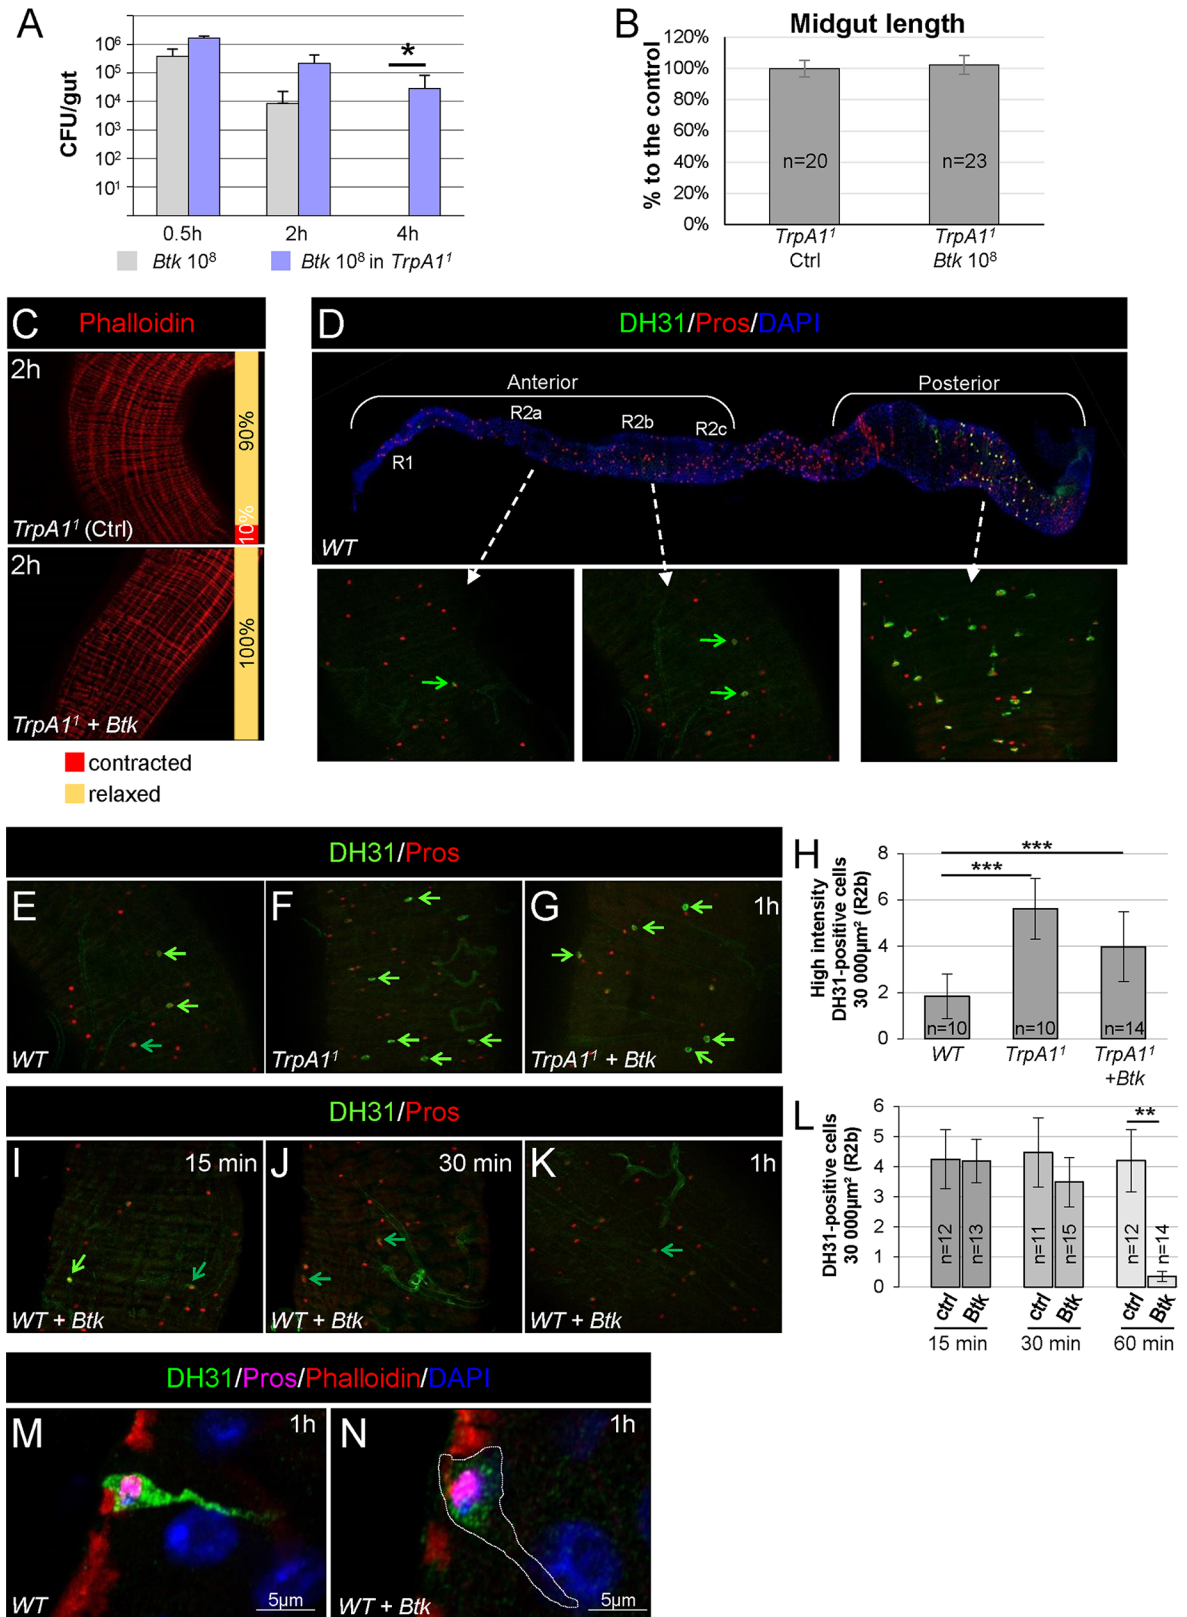 A
CFU/gut
10⁶
10⁵
10⁴
10³
10²
10¹
*
0.5h 2h 4h
Btk 10⁸ Btk 10⁸ in TrpA1¹
B
Midgut length
% to the control
120%
100%
80%
60%
40%
20%
0%
n=20 n=23
TrpA1¹ TrpA1¹
Ctrl Btk 10⁸
C
Phalloidin
2h
90%
10%
TrpA1¹ (Ctrl)
2h
100%
TrpA1¹ + Btk
contracted
relaxed
D
DH31/Pros/DAPI
Anterior Posterior
R2a
R2b
R2c
R1
WT
DH31/Pros
E
WT
F
TrpA1¹
G 1h
TrpA1¹ + Btk
H
High intensity
DH31-positive cells
30 000µm² (R2b)
8
6
4
2
0
***
***
n=10 n=10 n=14
WT TrpA1¹ TrpA1¹
+Btk
DH31/Pros
I 15 min
WT + Btk
J 30 min
WT + Btk
K 1h
WT + Btk
L
DH31-positive cells
30 000µm² (R2b)
6
5
4
3
2
1
0
**
n=12 n=13 n=11 n=15 n=12 n=14
ctrl Btk ctrl Btk ctrl Btk
15 min 30 min 60 min
DH31/Pros/Phalloidin/DAPI
M 1h
WT 5µm
N 1h
WT + Btk 5µm